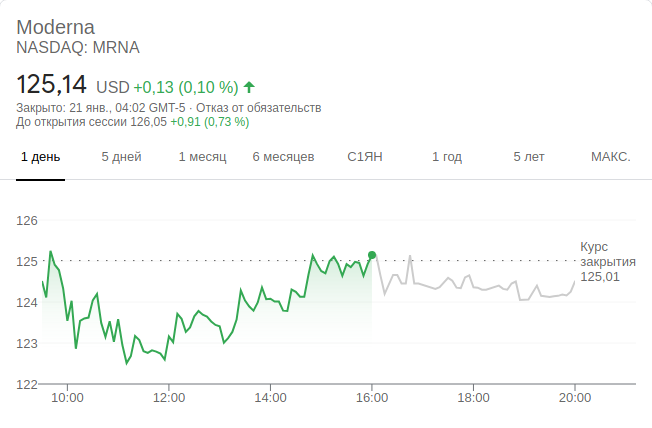 Moderna
NASDAQ: MRNA
125,14 USD +0,13 (0,10 %)
Закрыто: 21 янв., 04:02 GMT-5 · Отказ от обязательств
До открытия сессии 126,05 +0,91 (0,73 %)
1 день 5 дней 1 месяц 6 месяцев С1ЯН 1 год 5 лет МАКС.
126
125
124
123
122
Курс
закрытия
125,01
10:00 12:00 14:00 16:00 18:00 20:00